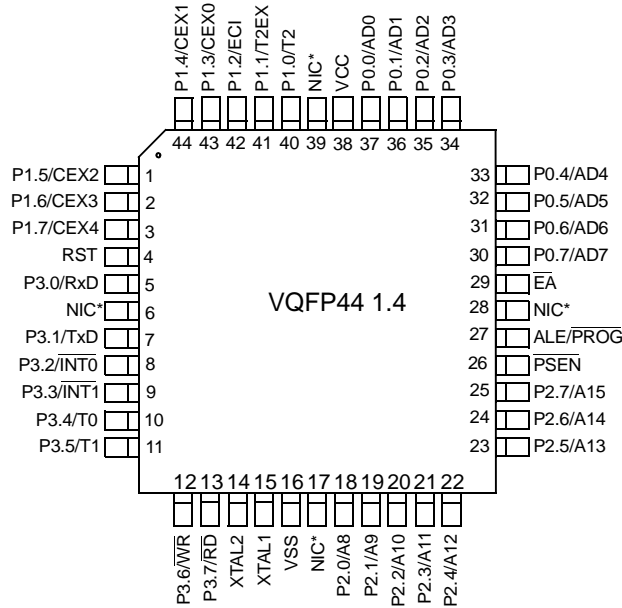 P1.4/CEX1
P1.3/CEX0
P1.2/ECI
P1.1/T2EX
P1.0/T2
NIC*
VCC
P0.0/AD0
P0.1/AD1
P0.2/AD2
P0.3/AD3
44 43 42 41 40 39 38 37 36 35 34
P1.5/CEX2 1
P1.6/CEX3 2
P1.7/CEX4 3
RST 4
P3.0/RxD 5
NIC* 6
P3.1/TxD 7
P3.2/I̅N̅T̅0̅ 8
P3.3/I̅N̅T̅1̅ 9
P3.4/T0 10
P3.5/T1 11
VQFP44 1.4
33 P0.4/AD4
32 P0.5/AD5
31 P0.6/AD6
30 P0.7/AD7
29 E̅A̅
28 NIC*
27 ALE/P̅R̅O̅G̅
26 P̅S̅E̅N̅
25 P2.7/A15
24 P2.6/A14
23 P2.5/A13
12 13 14 15 16 17 18 19 20 21 22
P3.6/W̅R̅
P3.7/R̅D̅
XTAL2
XTAL1
VSS
NIC*
P2.0/A8
P2.1/A9
P2.2/A10
P2.3/A11
P2.4/A12